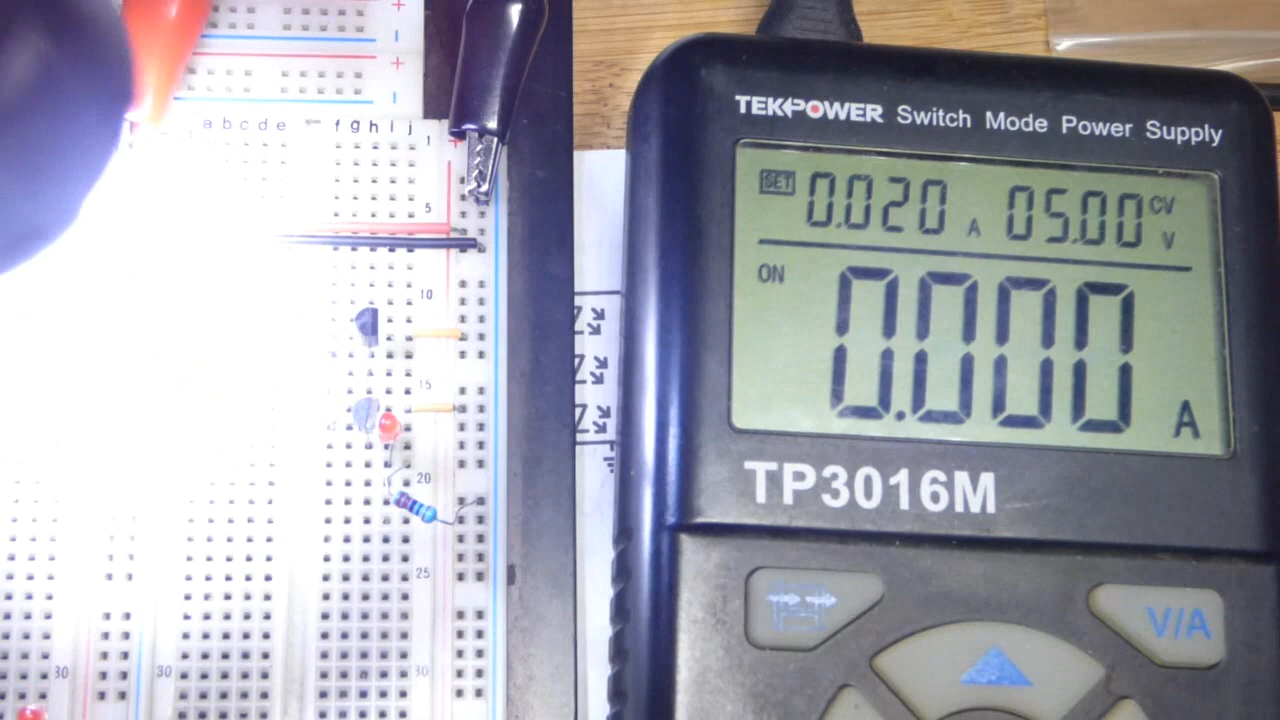 TEKPOWER Switch Mode Power Supply
SET 0.020 A 05.00 CV V
ON 0.000 A
TP3016M
V/A
+
+
a b c d e f g h i j
1
+
5
10
15
20
25
30 30 30